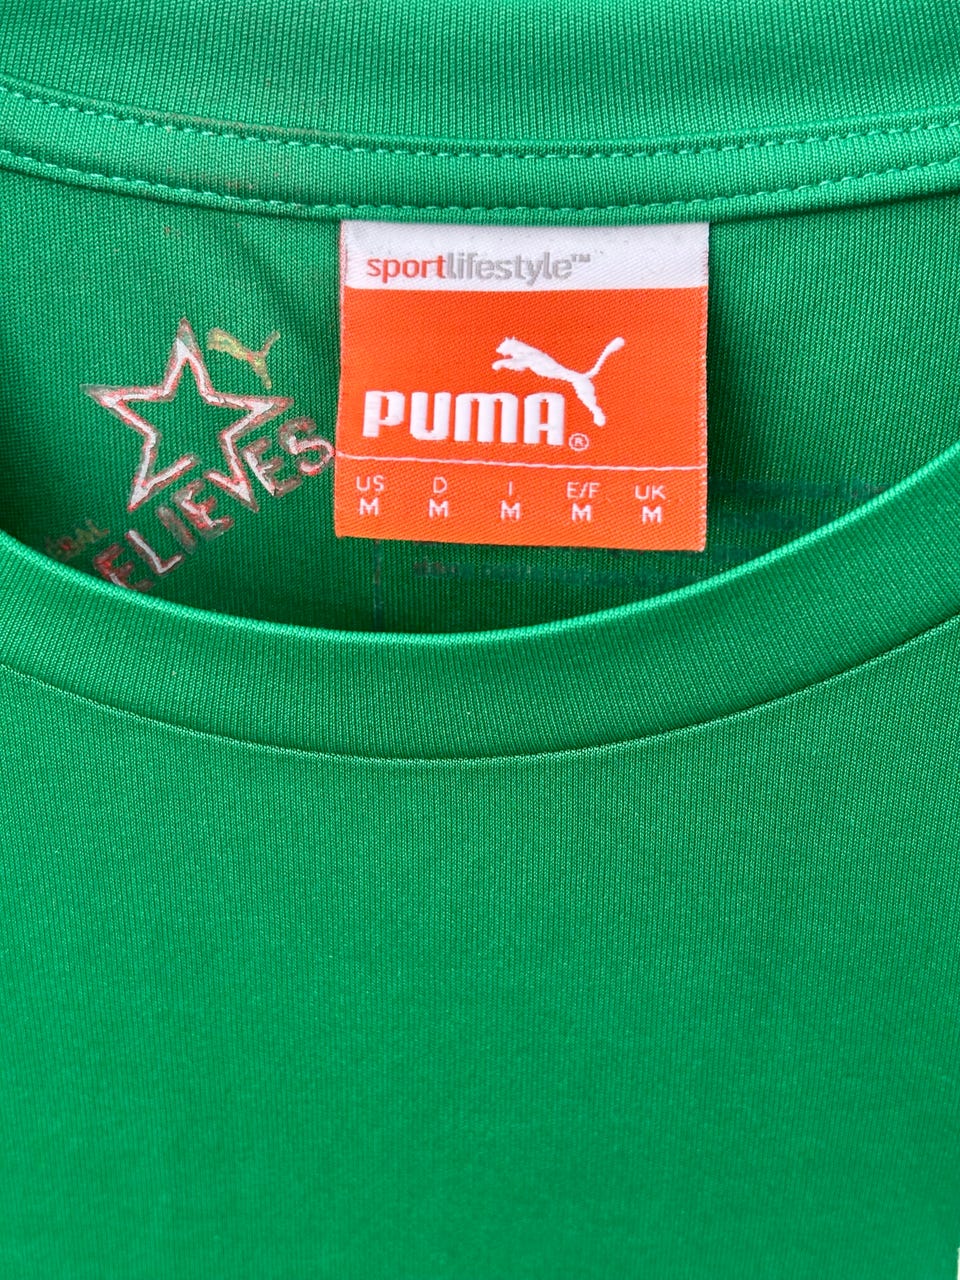 sportlifestyle™
PUMA®
US D I E/F UK
M M M M M
ELIEVES